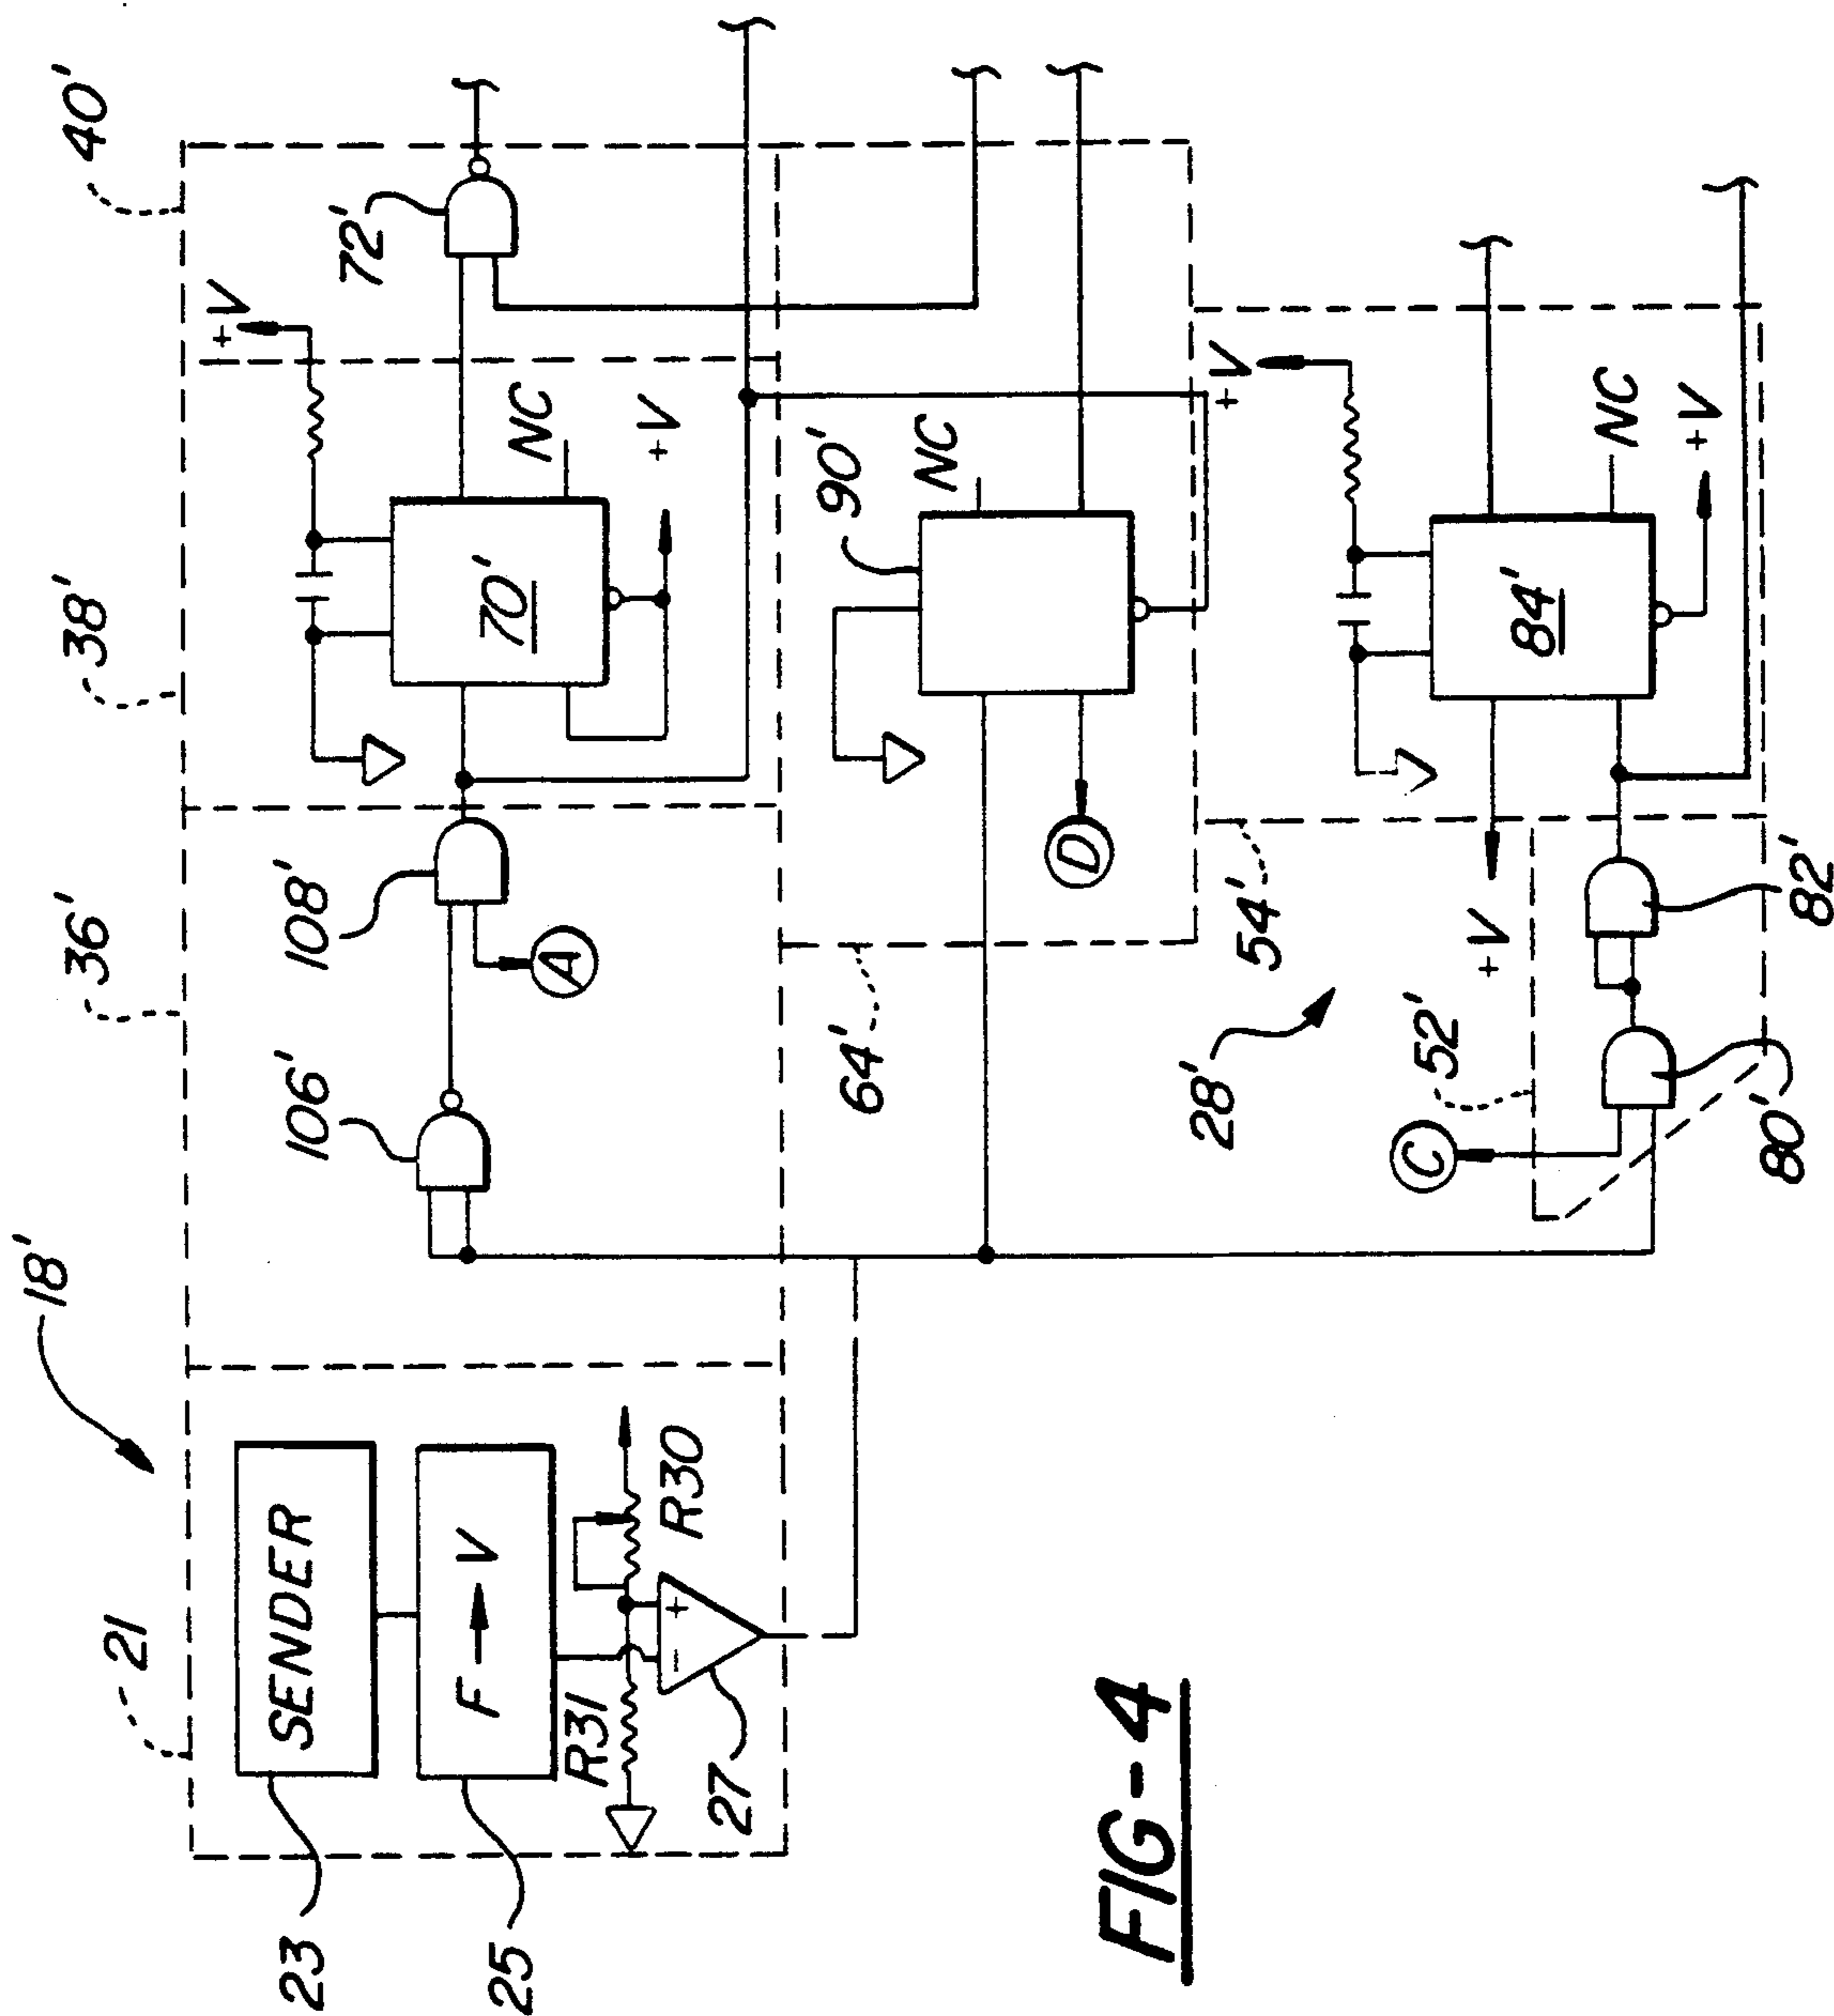 18'
21
36'
38'
40'
23
SENDER
25
F → V
R31
R30
27
106'
108'
A
70'
+V
NC
+V
72'
64'
90'
NC
D
28'
54'
52'
C
+V
84'
+V
NC
+V
80'
82'
FIG-4